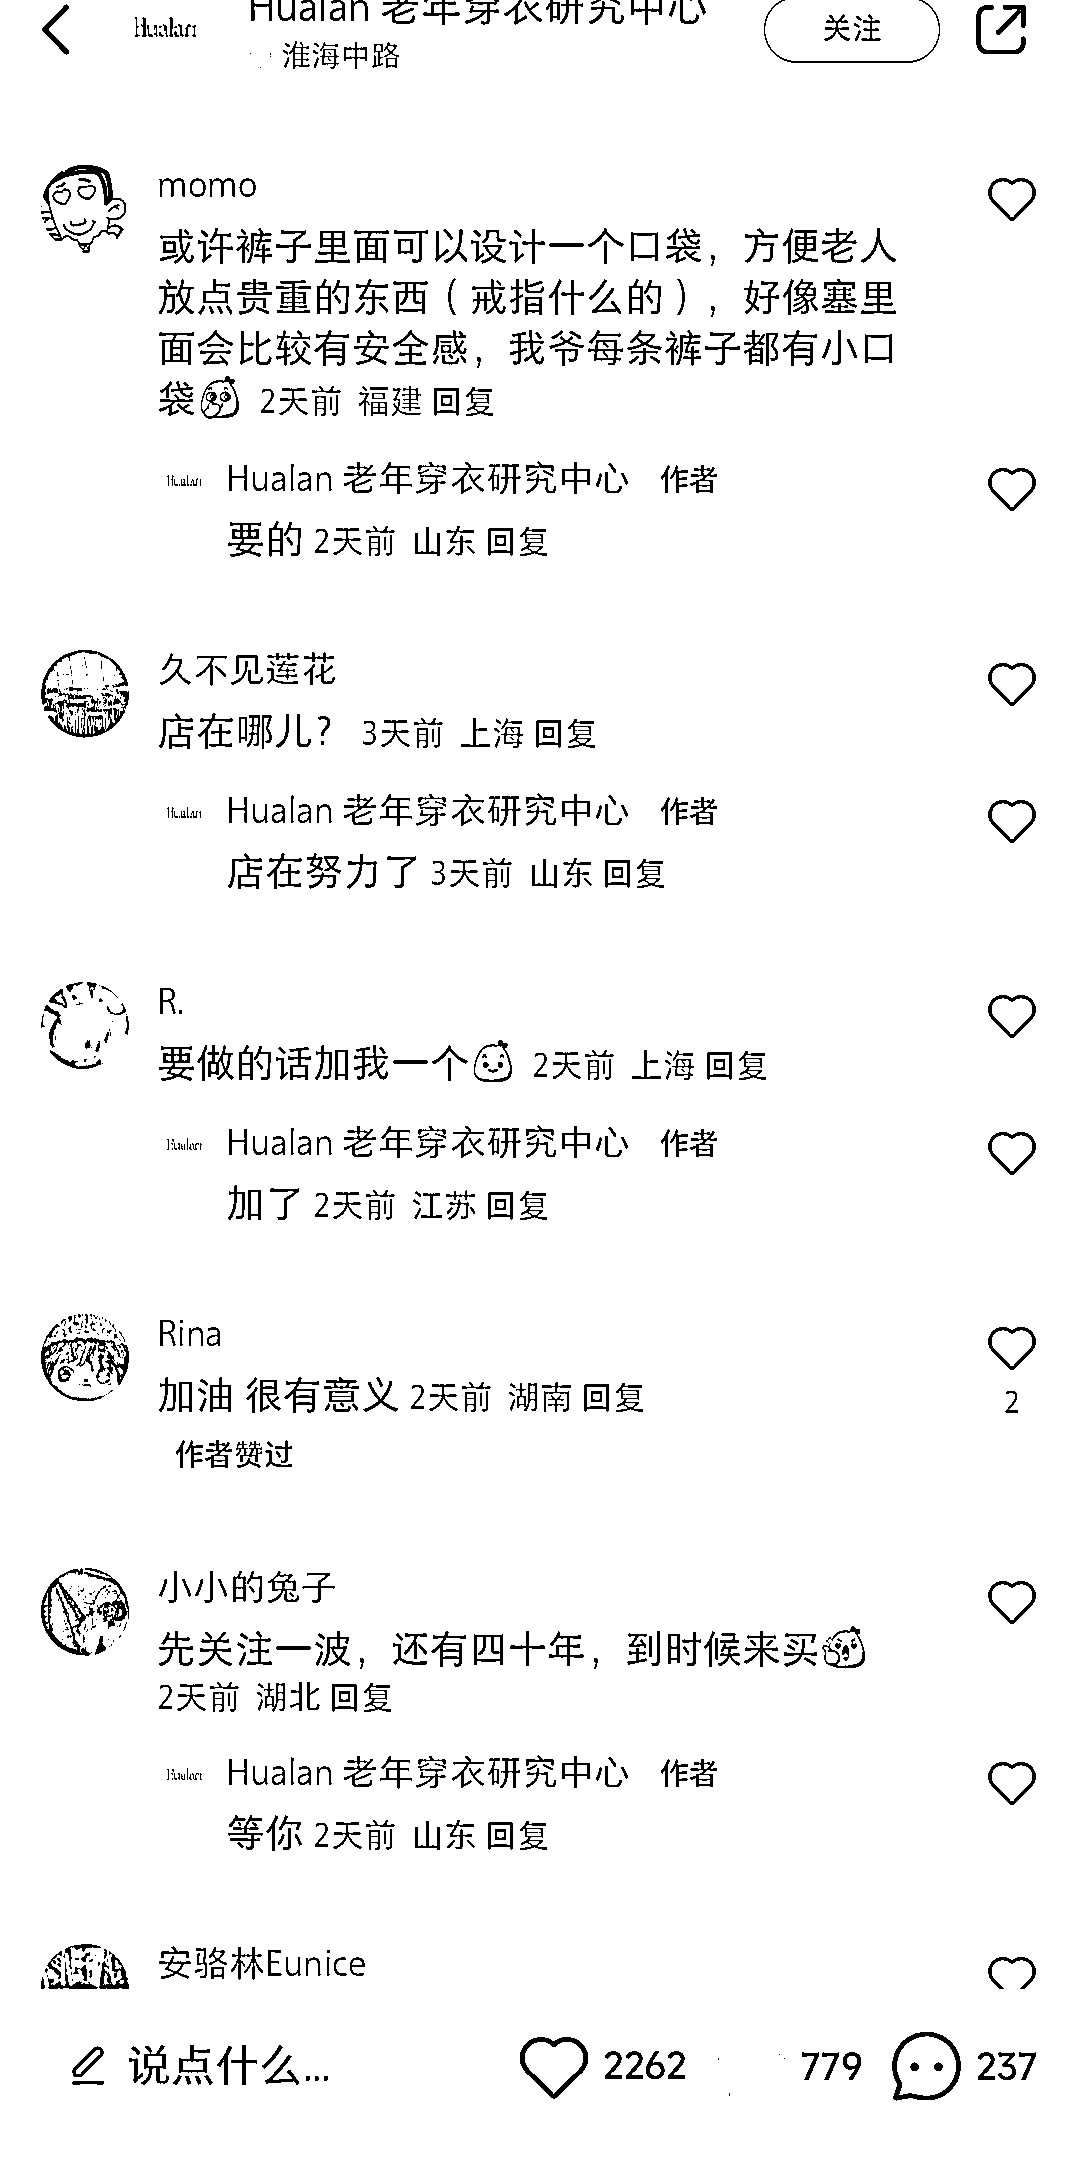 Hualan 老年穿衣研究中心
Hualan
关注
淮海中路
momo
或许裤子里面可以设计一个口袋，方便老人
放点贵重的东西（戒指什么的），好像塞里
面会比较有安全感，我爷每条裤子都有小口
袋 2天前 福建 回复
Hualan
Hualan 老年穿衣研究中心 作者
要的 2天前 山东 回复
久不见莲花
店在哪儿？ 3天前 上海 回复
Hualan
Hualan 老年穿衣研究中心 作者
店在努力了 3天前 山东 回复
R.
要做的话加我一个 2天前 上海 回复
Hualan
Hualan 老年穿衣研究中心 作者
加了 2天前 江苏 回复
Rina
加油 很有意义 2天前 湖南 回复
2
作者赞过
小小的兔子
先关注一波，还有四十年，到时候来买
2天前 湖北 回复
Hualan
Hualan 老年穿衣研究中心 作者
等你 2天前 山东 回复
安骆林Eunice
说点什么... 2262 779 237